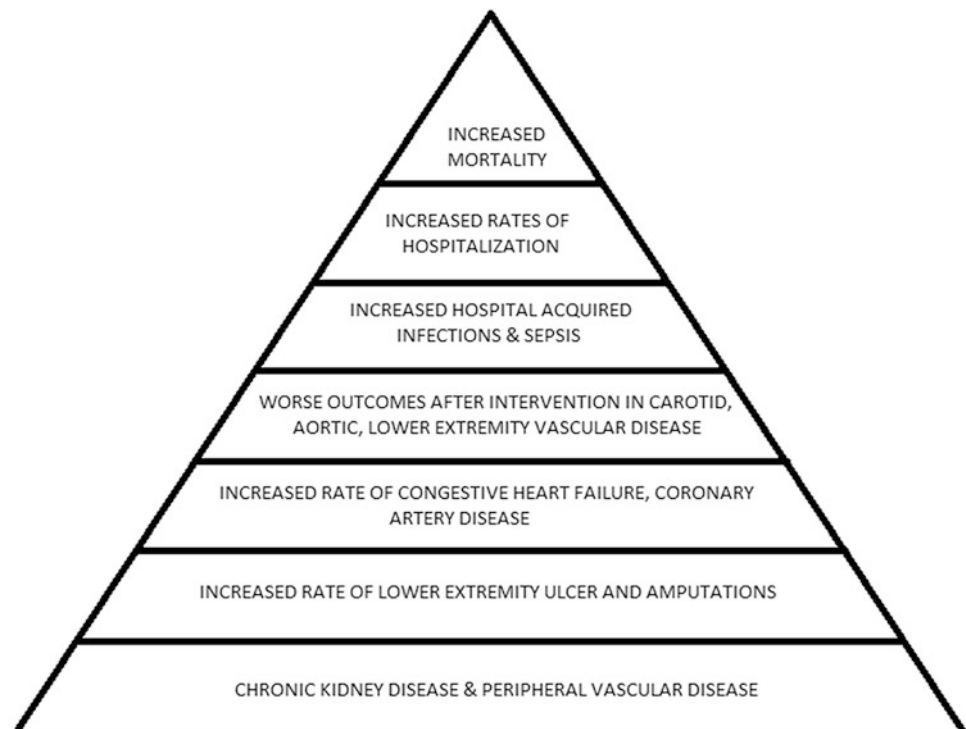 INCREASED
MORTALITY
INCREASED RATES OF
HOSPITALIZATION
INCREASED HOSPITAL ACQUIRED
INFECTIONS & SEPSIS
WORSE OUTCOMES AFTER INTERVENTION IN CAROTID,
AORTIC, LOWER EXTREMITY VASCULAR DISEASE
INCREASED RATE OF CONGESTIVE HEART FAILURE, CORONARY
ARTERY DISEASE
INCREASED RATE OF LOWER EXTREMITY ULCER AND AMPUTATIONS
CHRONIC KIDNEY DISEASE & PERIPHERAL VASCULAR DISEASE